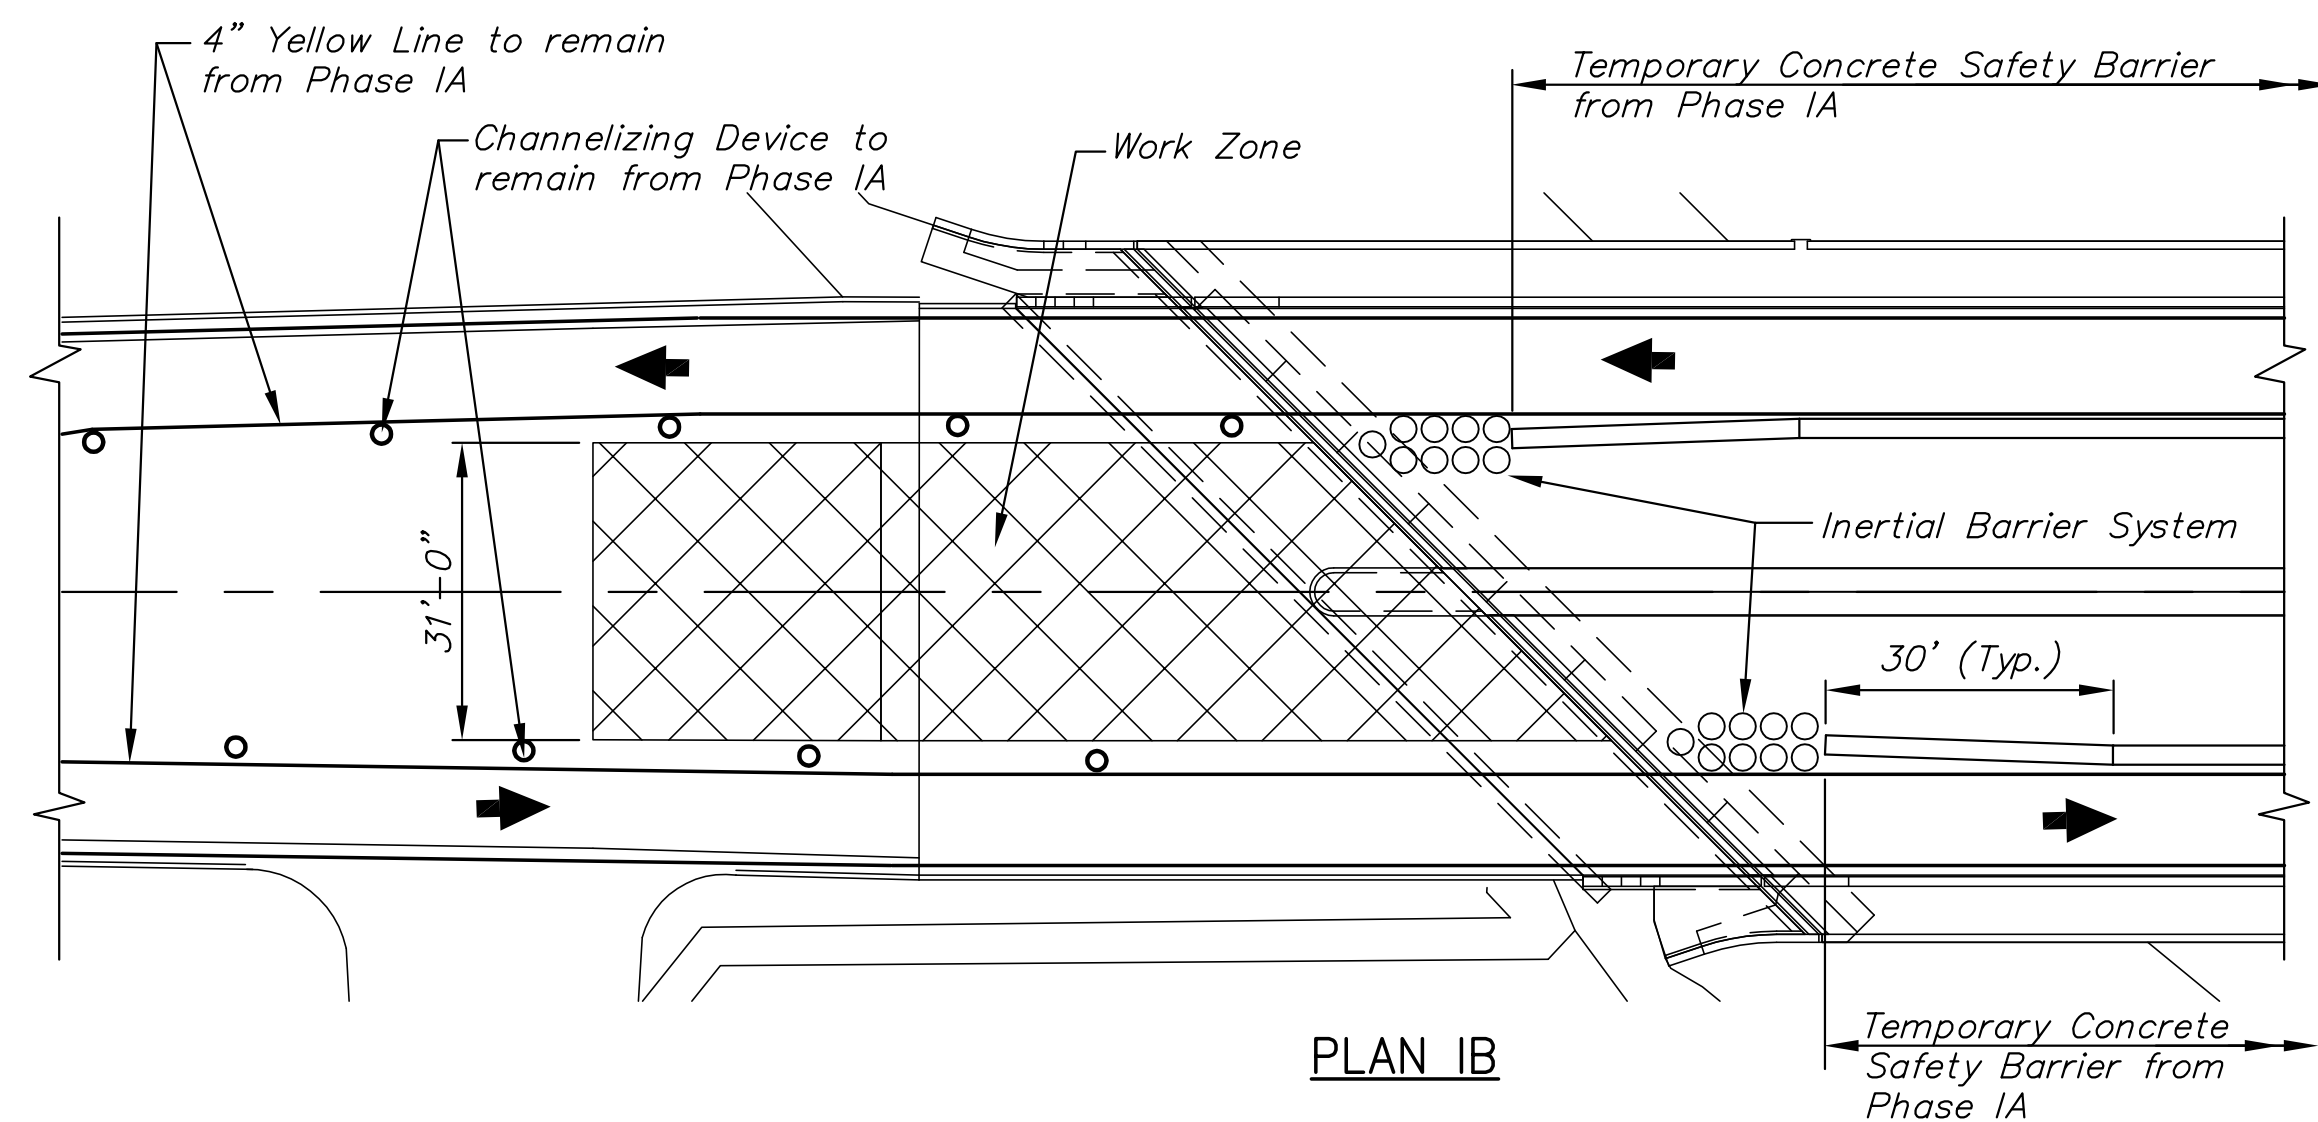 4” Yellow Line to remain
from Phase IA
Temporary Concrete Safety Barrier
from Phase IA
Channelizing Device to
remain from Phase IA
Work Zone
Inertial Barrier System
31’-0”
30’ (Typ.)
PLAN IB
Temporary Concrete
Safety Barrier from
Phase IA